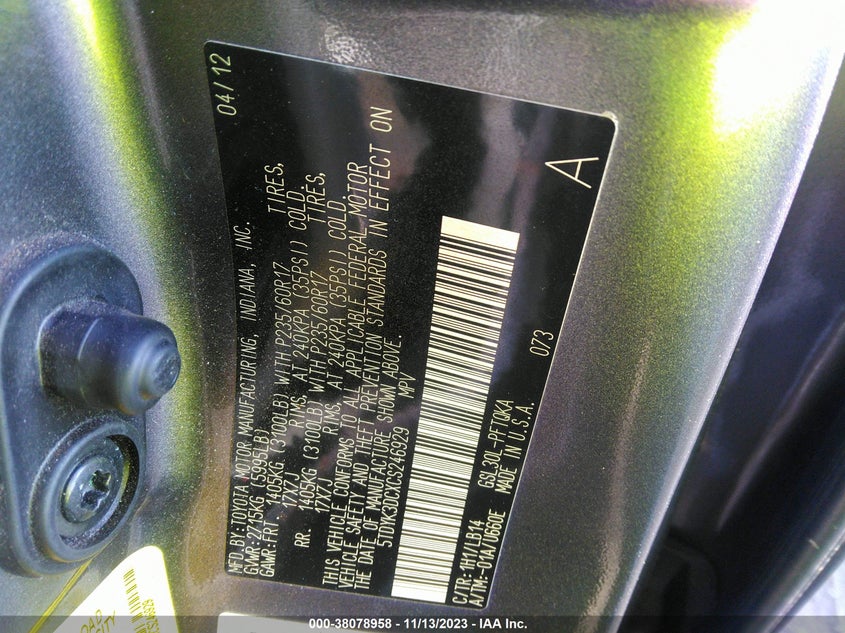 04/12
MFD.BY:TOYOTA MOTOR MANUFACTURING, INDIANA, INC.
GVWR:2715KG (5995LB)
GAWR:FRT. 1405KG (3100LB) WITH P235/60R17 TIRES,
17X7J RIMS, AT 240KPA (35PSI) COLD.
RR. 1405KG (3100LB) WITH P235/60R17 TIRES,
17X7J RIMS, AT 240KPA (35PSI) COLD.
THIS VEHICLE CONFORMS TO ALL APPLICABLE FEDERAL MOTOR
VEHICLE SAFETY AND THEFT PREVENTION STANDARDS IN EFFECT ON
THE DATE OF MANUFACTURE SHOWN ABOVE.
5TDYK3DCXCS246929 MPV
A
073
C/TR:1H1/LB14 GSL30L-PFTQKA
A/TM:-01A/U660E MADE IN U.S.A.
000-38078958 - 11/13/2023 - IAA Inc.